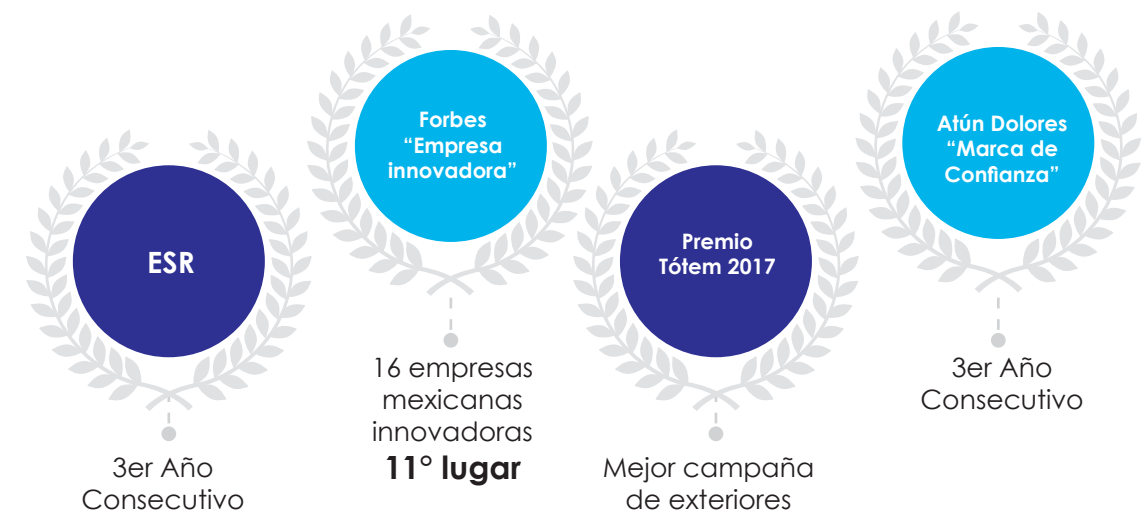 ESR
3er Año
Consecutivo
Forbes
“Empresa
innovadora”
16 empresas
mexicanas
innovadoras
11° lugar
Premio
Tótem 2017
Mejor campaña
de exteriores
Atún Dolores
“Marca de
Confianza”
3er Año
Consecutivo